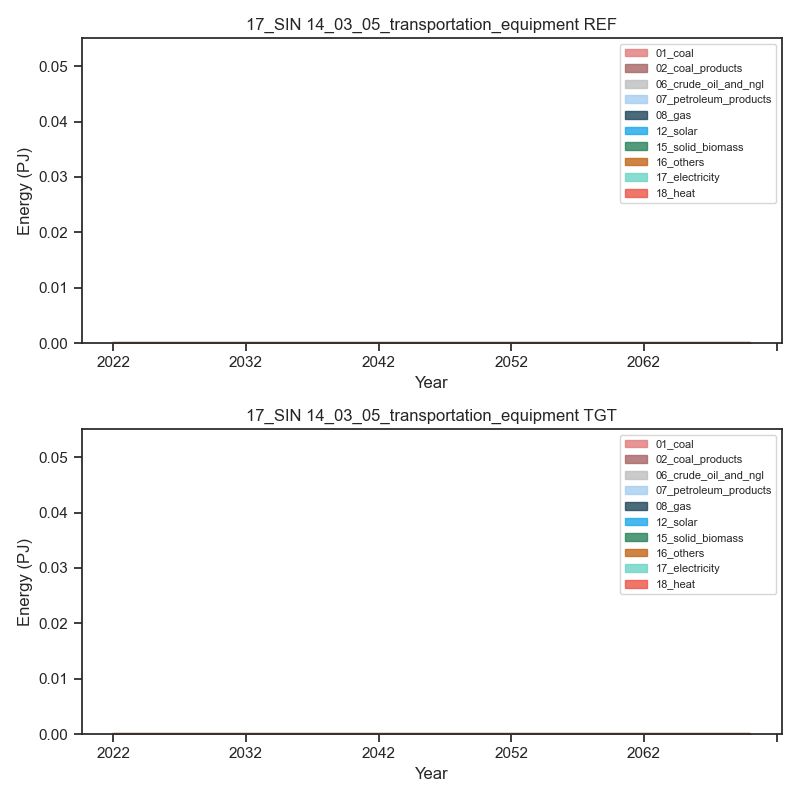 17_SIN 14_03_05_transportation_equipment REF
0.05
0.04
0.03
0.02
0.01
0.00
Energy (PJ)
01_coal
02_coal_products
06_crude_oil_and_ngl
07_petroleum_products
08_gas
12_solar
15_solid_biomass
16_others
17_electricity
18_heat
2022 2032 2042 2052 2062
Year
17_SIN 14_03_05_transportation_equipment TGT
0.05
0.04
0.03
0.02
0.01
0.00
Energy (PJ)
01_coal
02_coal_products
06_crude_oil_and_ngl
07_petroleum_products
08_gas
12_solar
15_solid_biomass
16_others
17_electricity
18_heat
2022 2032 2042 2052 2062
Year